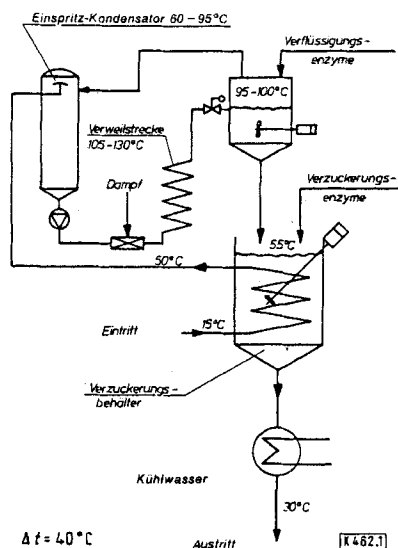 Einspritz-Kondensator 60-95°C
Verflüssigungs-
enzyme
95-100°C
Verweilstrecke
105-130°C
Dampf
Verzuckerungs-
enzyme
55°C
50°C
Eintritt
15°C
Verzuckerungs-
behälter
Kühlwasser
30°C
Δt = 40°C
Austritt
K 462.1